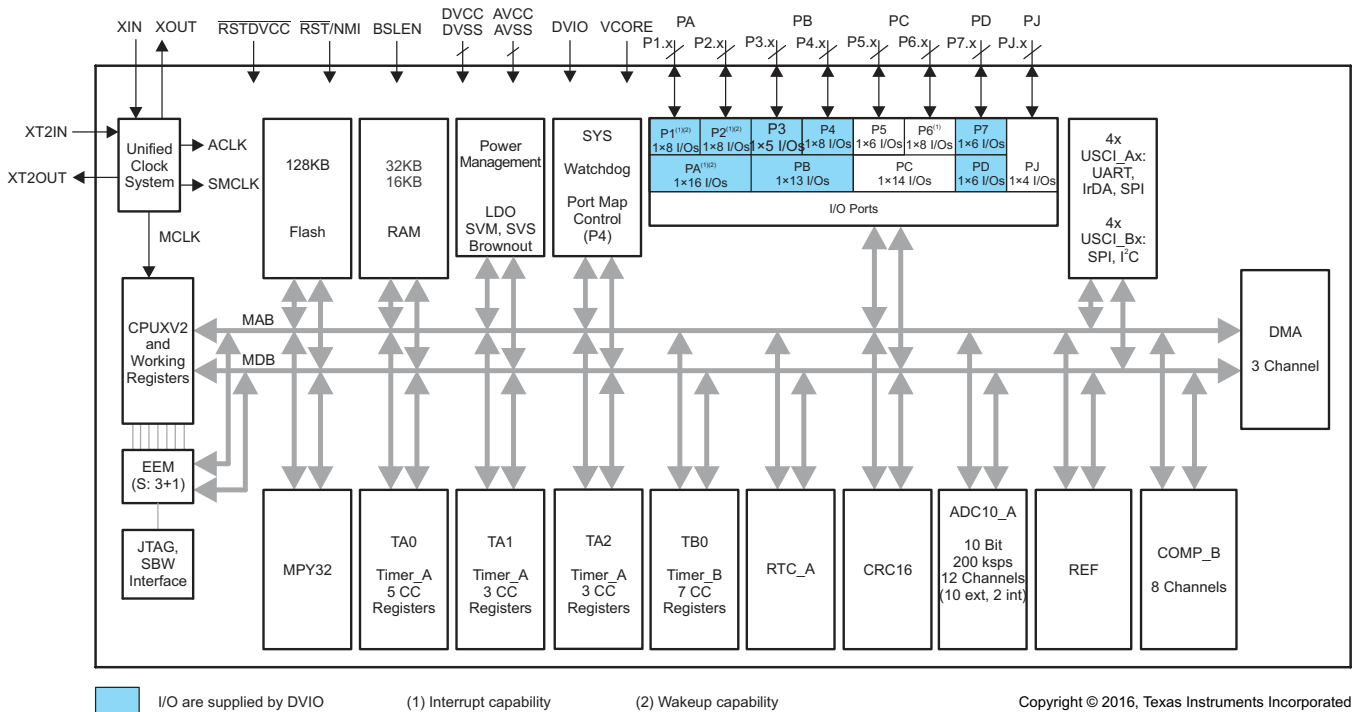 XIN
XOUT
RSTDVCC
RST/NMI
BSLEN
DVCC
DVSS
AVCC
AVSS
DVIO
VCORE
PA
P1.x
P2.x
PB
P3.x
P4.x
PC
P5.x
P6.x
PD
P7.x
PJ
PJ.x
XT2IN
XT2OUT
Unified
Clock
System
ACLK
SMCLK
MCLK
128KB
Flash
32KB
16KB
RAM
Power
Management
LDO
SVM, SVS
Brownout
SYS
Watchdog
Port Map
Control
(P4)
P1(1)(2)
1×8 I/Os
P2(1)(2)
1×8 I/Os
P3
1×5 I/Os
P4
1×8 I/Os
P5
1×6 I/Os
P6(1)
1×8 I/Os
P7
1×6 I/Os
PA(1)(2)
1×16 I/Os
PB
1×13 I/Os
PC
1×14 I/Os
PD
1×6 I/Os
PJ
1×4 I/Os
I/O Ports
4x
USCI_Ax:
UART,
IrDA, SPI
4x
USCI_Bx:
SPI, I²C
CPUXV2
and
Working
Registers
MAB
MDB
DMA
3 Channel
EEM
(S: 3+1)
JTAG,
SBW
Interface
MPY32
TA0
Timer_A
5 CC
Registers
TA1
Timer_A
3 CC
Registers
TA2
Timer_A
3 CC
Registers
TB0
Timer_B
7 CC
Registers
RTC_A
CRC16
ADC10_A
10 Bit
200 ksps
12 Channels
(10 ext, 2 int)
REF
COMP_B
8 Channels
I/O are supplied by DVIO
(1) Interrupt capability
(2) Wakeup capability
Copyright © 2016, Texas Instruments Incorporated